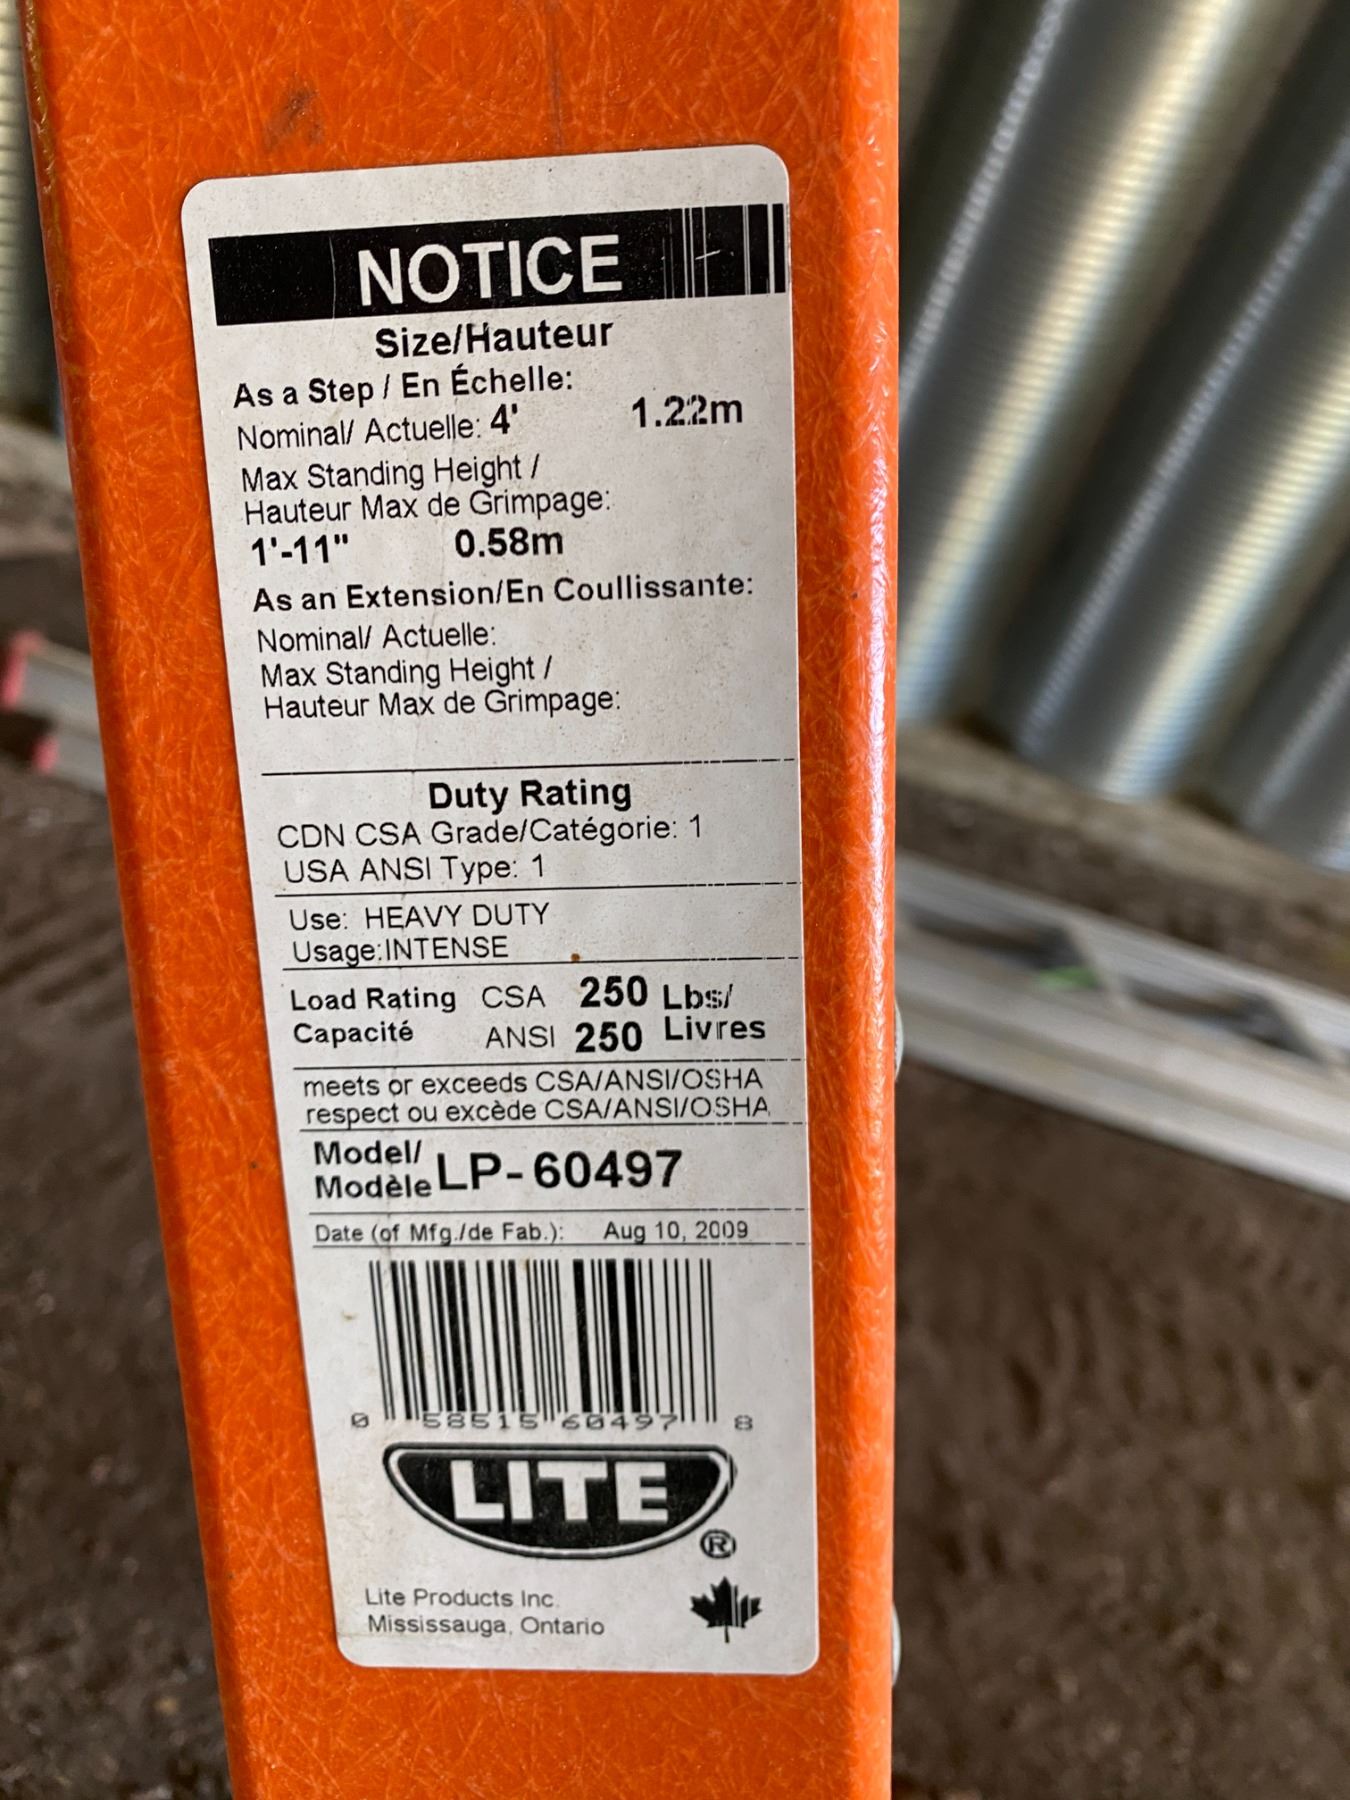 NOTICE
Size/Hauteur
As a Step / En Échelle:
Nominal/ Actuelle: 4' 1.22m
Max Standing Height /
Hauteur Max de Grimpage:
1'-11" 0.58m
As an Extension/En Coullissante:
Nominal/ Actuelle:
Max Standing Height /
Hauteur Max de Grimpage:
Duty Rating
CDN CSA Grade/Catégorie: 1
USA ANSI Type: 1
Use: HEAVY DUTY
Usage:INTENSE
Load Rating CSA 250 Lbs/
Capacité ANSI 250 Livres
meets or exceeds CSA/ANSI/OSHA
respect ou excède CSA/ANSI/OSHA
Model/
Modèle LP-60497
Date (of Mfg./de Fab.): Aug 10, 2009
0 58515 60497 8
LITE
®
Lite Products Inc.
Mississauga, Ontario